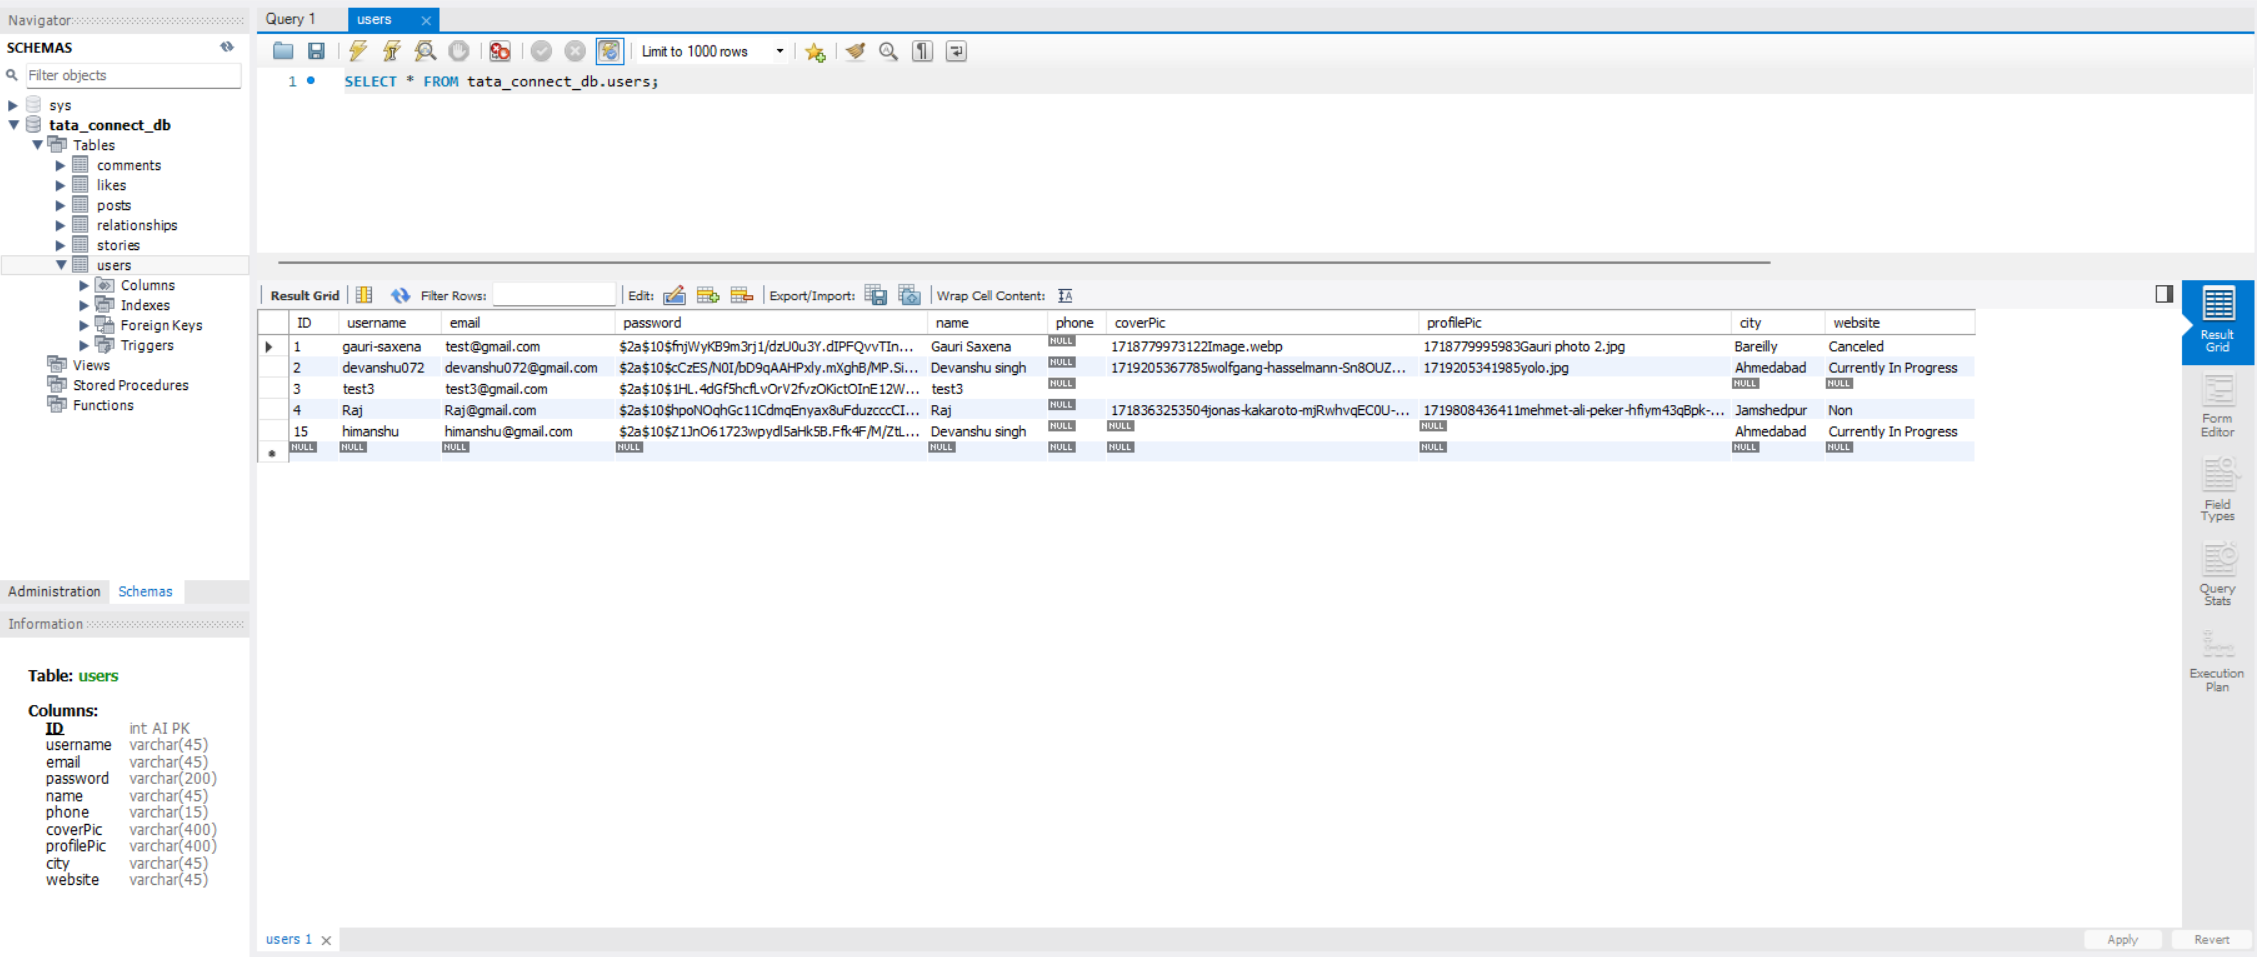 Navigator
SCHEMAS
Filter objects
sys
tata_connect_db
Tables
comments
likes
posts
relationships
stories
users
Columns
Indexes
Foreign Keys
Triggers
Views
Stored Procedures
Functions
Administration Schemas
Information
Table: users
Columns:
ID int AI PK
username varchar(45)
email varchar(45)
password varchar(200)
name varchar(45)
phone varchar(15)
coverPic varchar(400)
profilePic varchar(400)
city varchar(45)
website varchar(45)
Query 1 users
Limit to 1000 rows
1 SELECT * FROM tata_connect_db.users;
Result Grid Filter Rows: Edit: Export/Import: Wrap Cell Content:
ID username email password name phone coverPic profilePic city website
1 gauri-saxena test@gmail.com $2a$10$fnjWyKB9m3rj1/dzU0u3Y.dIPFQvvTIn... Gauri Saxena NULL 1718779973122Image.webp 1718779995983Gauri photo 2.jpg Bareilly Canceled
2 devanshu072 devanshu072@gmail.com $2a$10$cCzES/N0I/bD9qAAHPxly.mXghB/MP.Si... Devanshu singh NULL 1719205367785wolfgang-hasselmann-Sn8OUZ... 1719205341985yolo.jpg Ahmedabad Currently In Progress
3 test3 test3@gmail.com $2a$10$1HL.4dGf5hcfLvOrV2fvzOKictOInE12W... test3 NULL NULL NULL
4 Raj Raj@gmail.com $2a$10$hpoNOqhGc11CdmqEnyax8uFduzcccCI... Raj NULL 1718363253504jonas-kakaroto-mjRwhvqEC0U-... 1719808436411mehmet-ali-peker-hfiym43qBpk-... Jamshedpur Non
15 himanshu himanshu@gmail.com $2a$10$Z1JnO61723wpydl5aHk5B.Ffk4F/M/ZtL... Devanshu singh NULL NULL NULL Ahmedabad Currently In Progress
NULL NULL NULL NULL NULL NULL NULL NULL NULL NULL
Result
Grid
Form
Editor
Field
Types
Query
Stats
Execution
Plan
users 1
Apply Revert